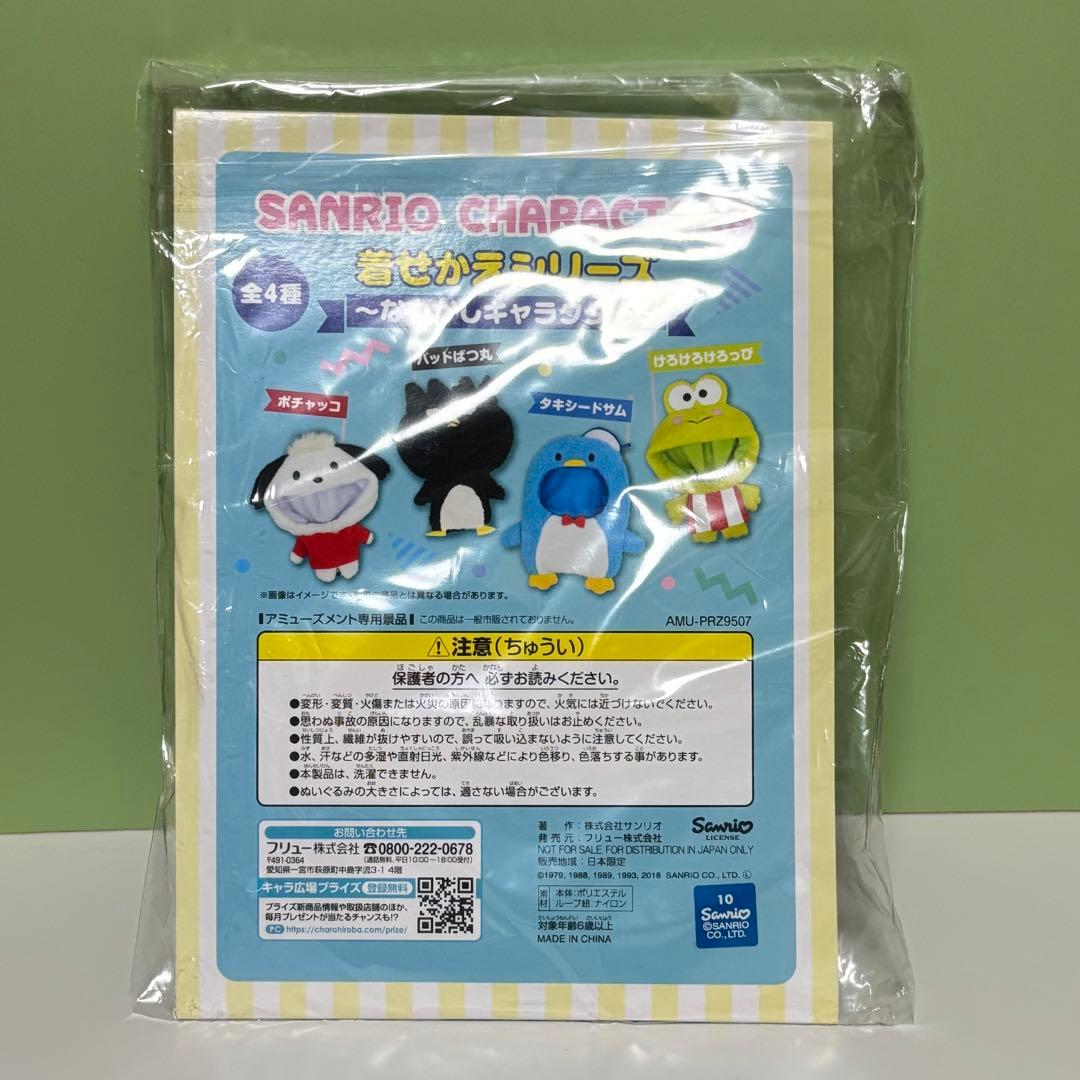 SANRIO CHARACTERS
着せかえシリーズ
全4種
バッドばつ丸
けろけろけろっぴ
ポチャッコ
タキシードサム
アミューズメント専用景品
この商品は一般市販されておりません。
AMU-PRZ9507
⚠注意(ちゅうい)
保護者の方へ 必ずお読みください。
●変形・変質・火傷または火災の原因になりますので、火気には近づけないでください。
●思わぬ事故の原因になりますので、乱暴な取り扱いはお止めください。
●性質上、繊維が抜けやすいので、誤って吸い込まないように注意してください。
●水、汗などの多湿や直射日光、紫外線などにより色移り、色落ちする事があります。
●本製品は、洗濯できません。
●ぬいぐるみの大きさによっては、適さない場合がございます。
お問い合わせ先
フリュー株式会社 ☎0800-222-0678
〒491-0364 (通話無料、平日10:00~18:00受付)
愛知県一宮市萩原町中島字流3-1 4階
キャラ広場プライズ 登録無料
プライズ新商品情報や取扱店舗のほか、
毎月プレゼントが当たるチャンスも!?
PC https://charahiroba.com/prize/
著 作:株式会社サンリオ
発 売 元:フリュー株式会社
Sanrio
LICENSE
NOT FOR SALE. FOR DISTRIBUTION IN JAPAN ONLY
販売地域:日本限定
©1979, 1988, 1989, 1993, 2018 SANRIO CO., LTD. Ⓛ
素材 本体:ポリエステル
ループ紐:ナイロン
対象年齢6歳以上
MADE IN CHINA
10
Sanrio
©SANRIO
CO., LTD.